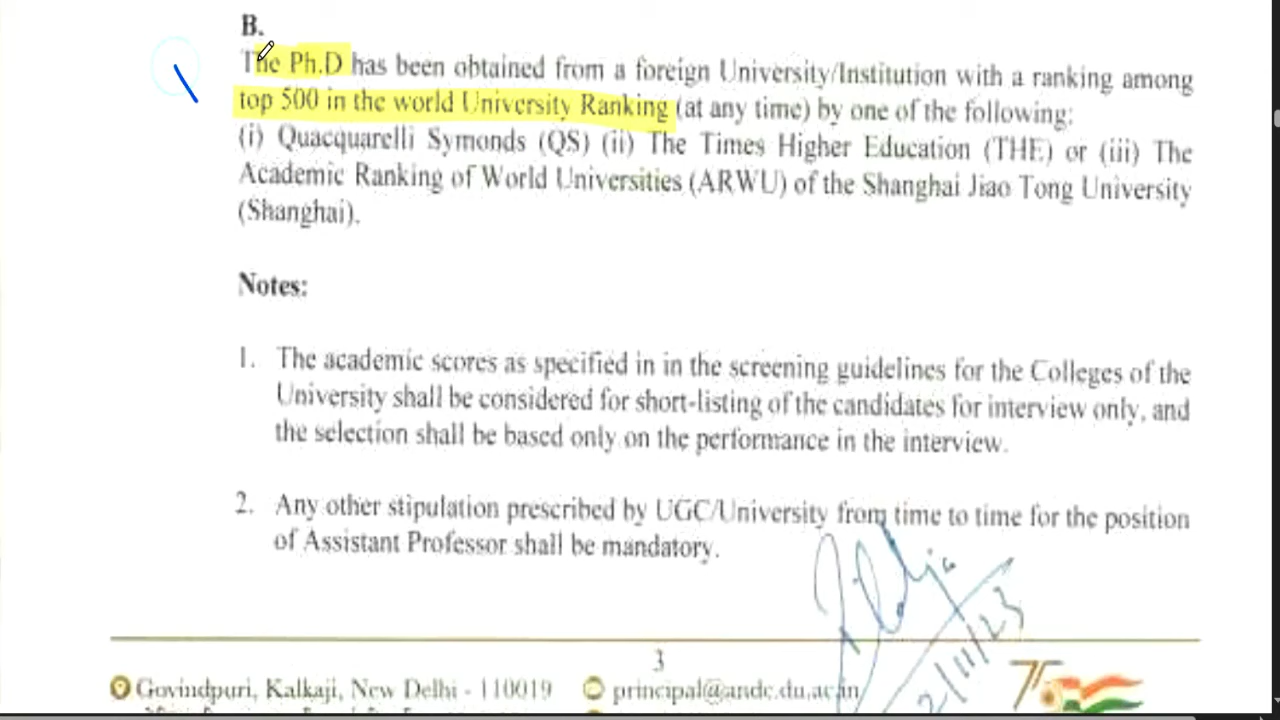 B.
The Ph.D has been obtained from a foreign University/Institution with a ranking among
top 500 in the world University Ranking (at any time) by one of the following:
(i) Quacquarelli Symonds (QS) (ii) The Times Higher Education (THE) or (iii) The
Academic Ranking of World Universities (ARWU) of the Shanghai Jiao Tong University
(Shanghai).
Notes:
1. The academic scores as specified in in the screening guidelines for the Colleges of the
University shall be considered for short-listing of the candidates for interview only, and
the selection shall be based only on the performance in the interview.
2. Any other stipulation prescribed by UGC/University from time to time for the position
of Assistant Professor shall be mandatory.
3
Govindpuri, Kalkaji, New Delhi - 110019 principal@andc.du.ac.in
2/11/23
75